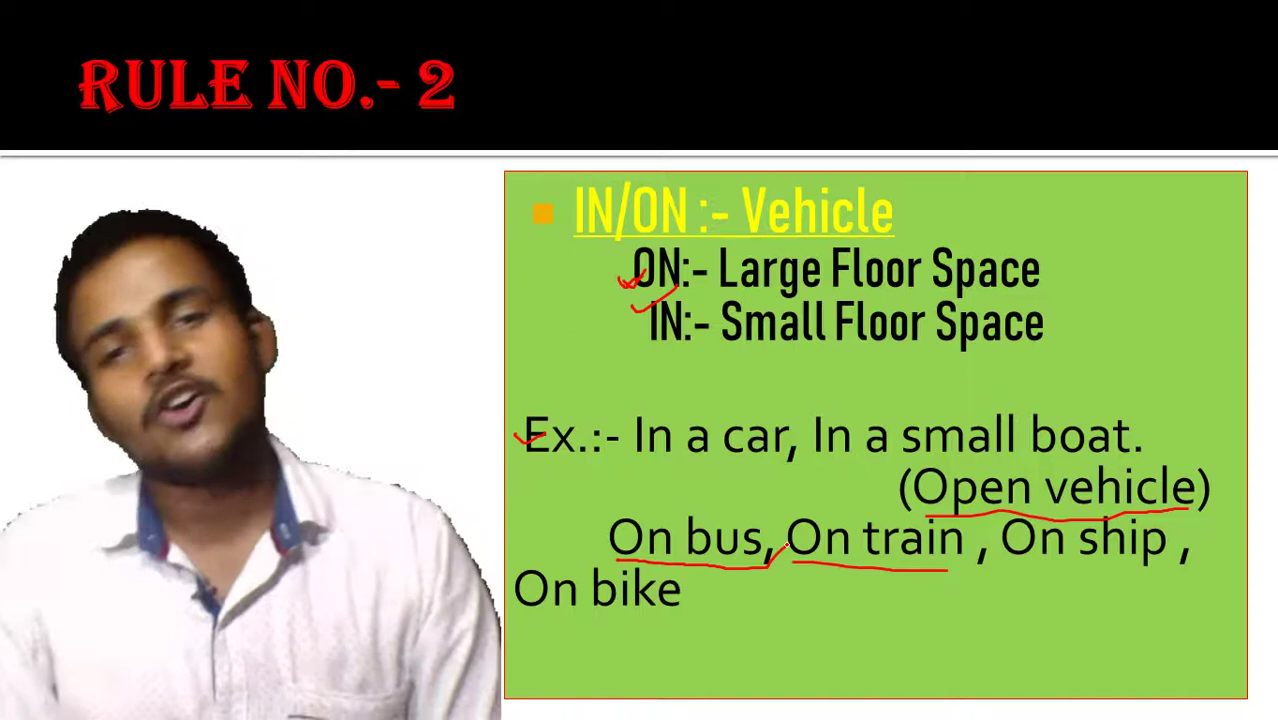 RULE NO.- 2
IN/ON :- Vehicle
ON:- Large Floor Space
IN:- Small Floor Space
Ex.:- In a car, In a small boat.
(Open vehicle)
On bus, On train , On ship ,
On bike